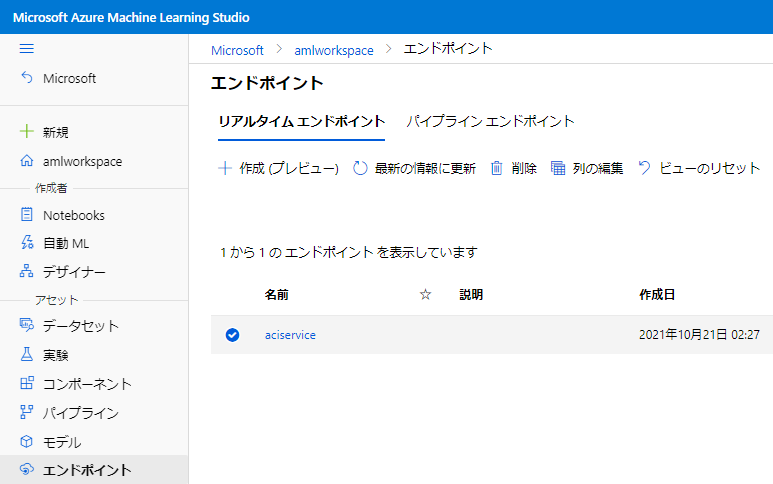 Microsoft Azure Machine Learning Studio
Microsoft
新規
amlworkspace
作成者
Notebooks
自動 ML
デザイナー
アセット
データセット
実験
コンポーネント
パイプライン
モデル
エンドポイント
Microsoft > amlworkspace > エンドポイント
エンドポイント
リアルタイム エンドポイント パイプライン エンドポイント
作成 (プレビュー) 最新の情報に更新 削除 列の編集 ビューのリセット
1 から 1 の エンドポイント を表示しています
名前 ☆ 説明 作成日
aciservice 2021年10月21日 02:27